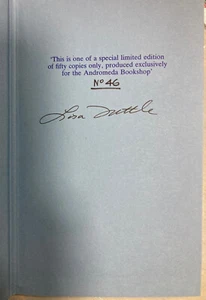 'This is one of a special limited edition
of fifty copies only, produced exclusively
for the Andromeda Bookshop'
Nº 46
Lisa Tuttle